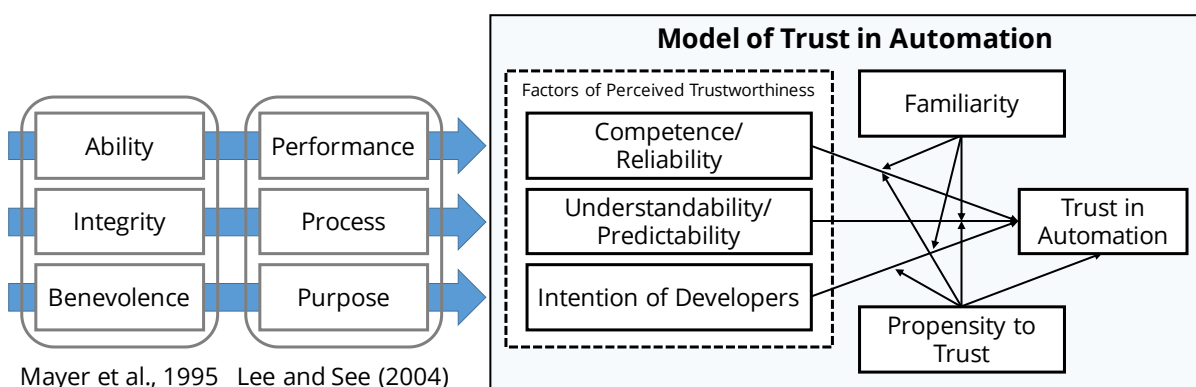 Model of Trust in Automation
Factors of Perceived Trustworthiness
Ability
Integrity
Benevolence
Mayer et al., 1995
Performance
Process
Purpose
Lee and See (2004)
Competence/
Reliability
Understandability/
Predictability
Intention of Developers
Familiarity
Trust in
Automation
Propensity to
Trust